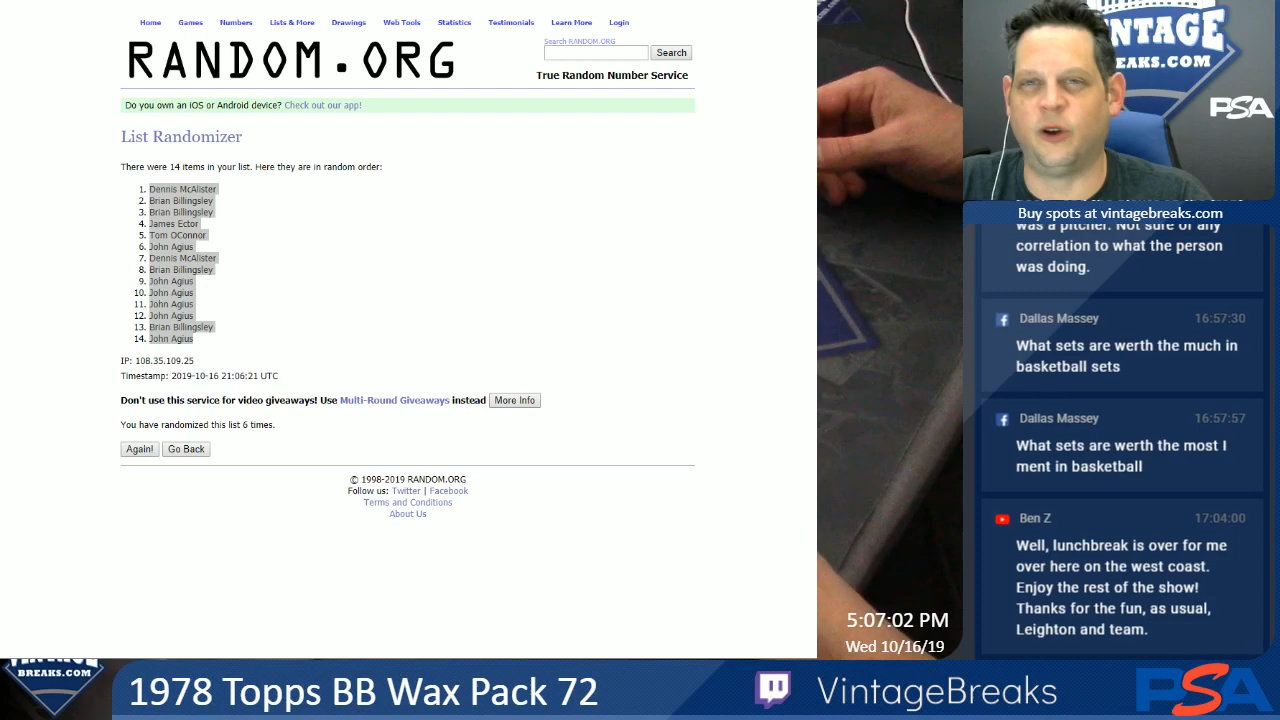 Home Games Numbers Lists & More Drawings Web Tools Statistics Testimonials Learn More Login
RANDOM.ORG
Search RANDOM.ORG
Search
True Random Number Service
Do you own an iOS or Android device? Check out our app!
List Randomizer
There were 14 items in your list. Here they are in random order:
1. Dennis McAlister
2. Brian Billingsley
3. Brian Billingsley
4. James Ector
5. Tom OConnor
6. John Agius
7. Dennis McAlister
8. Brian Billingsley
9. John Agius
10. John Agius
11. John Agius
12. John Agius
13. Brian Billingsley
14. John Agius
IP: 108.35.109.25
Timestamp: 2019-10-16 21:06:21 UTC
Don't use this service for video giveaways! Use Multi-Round Giveaways instead More Info
You have randomized this list 6 times.
Again! Go Back
© 1998-2019 RANDOM.ORG
Follow us: Twitter | Facebook
Terms and Conditions
About Us
BREAKS.COM
PSA
Buy spots at vintagebreaks.com
was a pitcher. Not sure of any
correlation to what the person
was doing.
Dallas Massey 16:57:30
What sets are werth the much in
basketball sets
Dallas Massey 16:57:57
What sets are werth the most I
ment in basketball
Ben Z 17:04:00
Well, lunchbreak is over for me
over here on the west coast.
Enjoy the rest of the show!
Thanks for the fun, as usual,
Leighton and team.
5:07:02 PM
Wed 10/16/19
VINTAGE
BREAKS.COM
1978 Topps BB Wax Pack 72
VintageBreaks
PSA